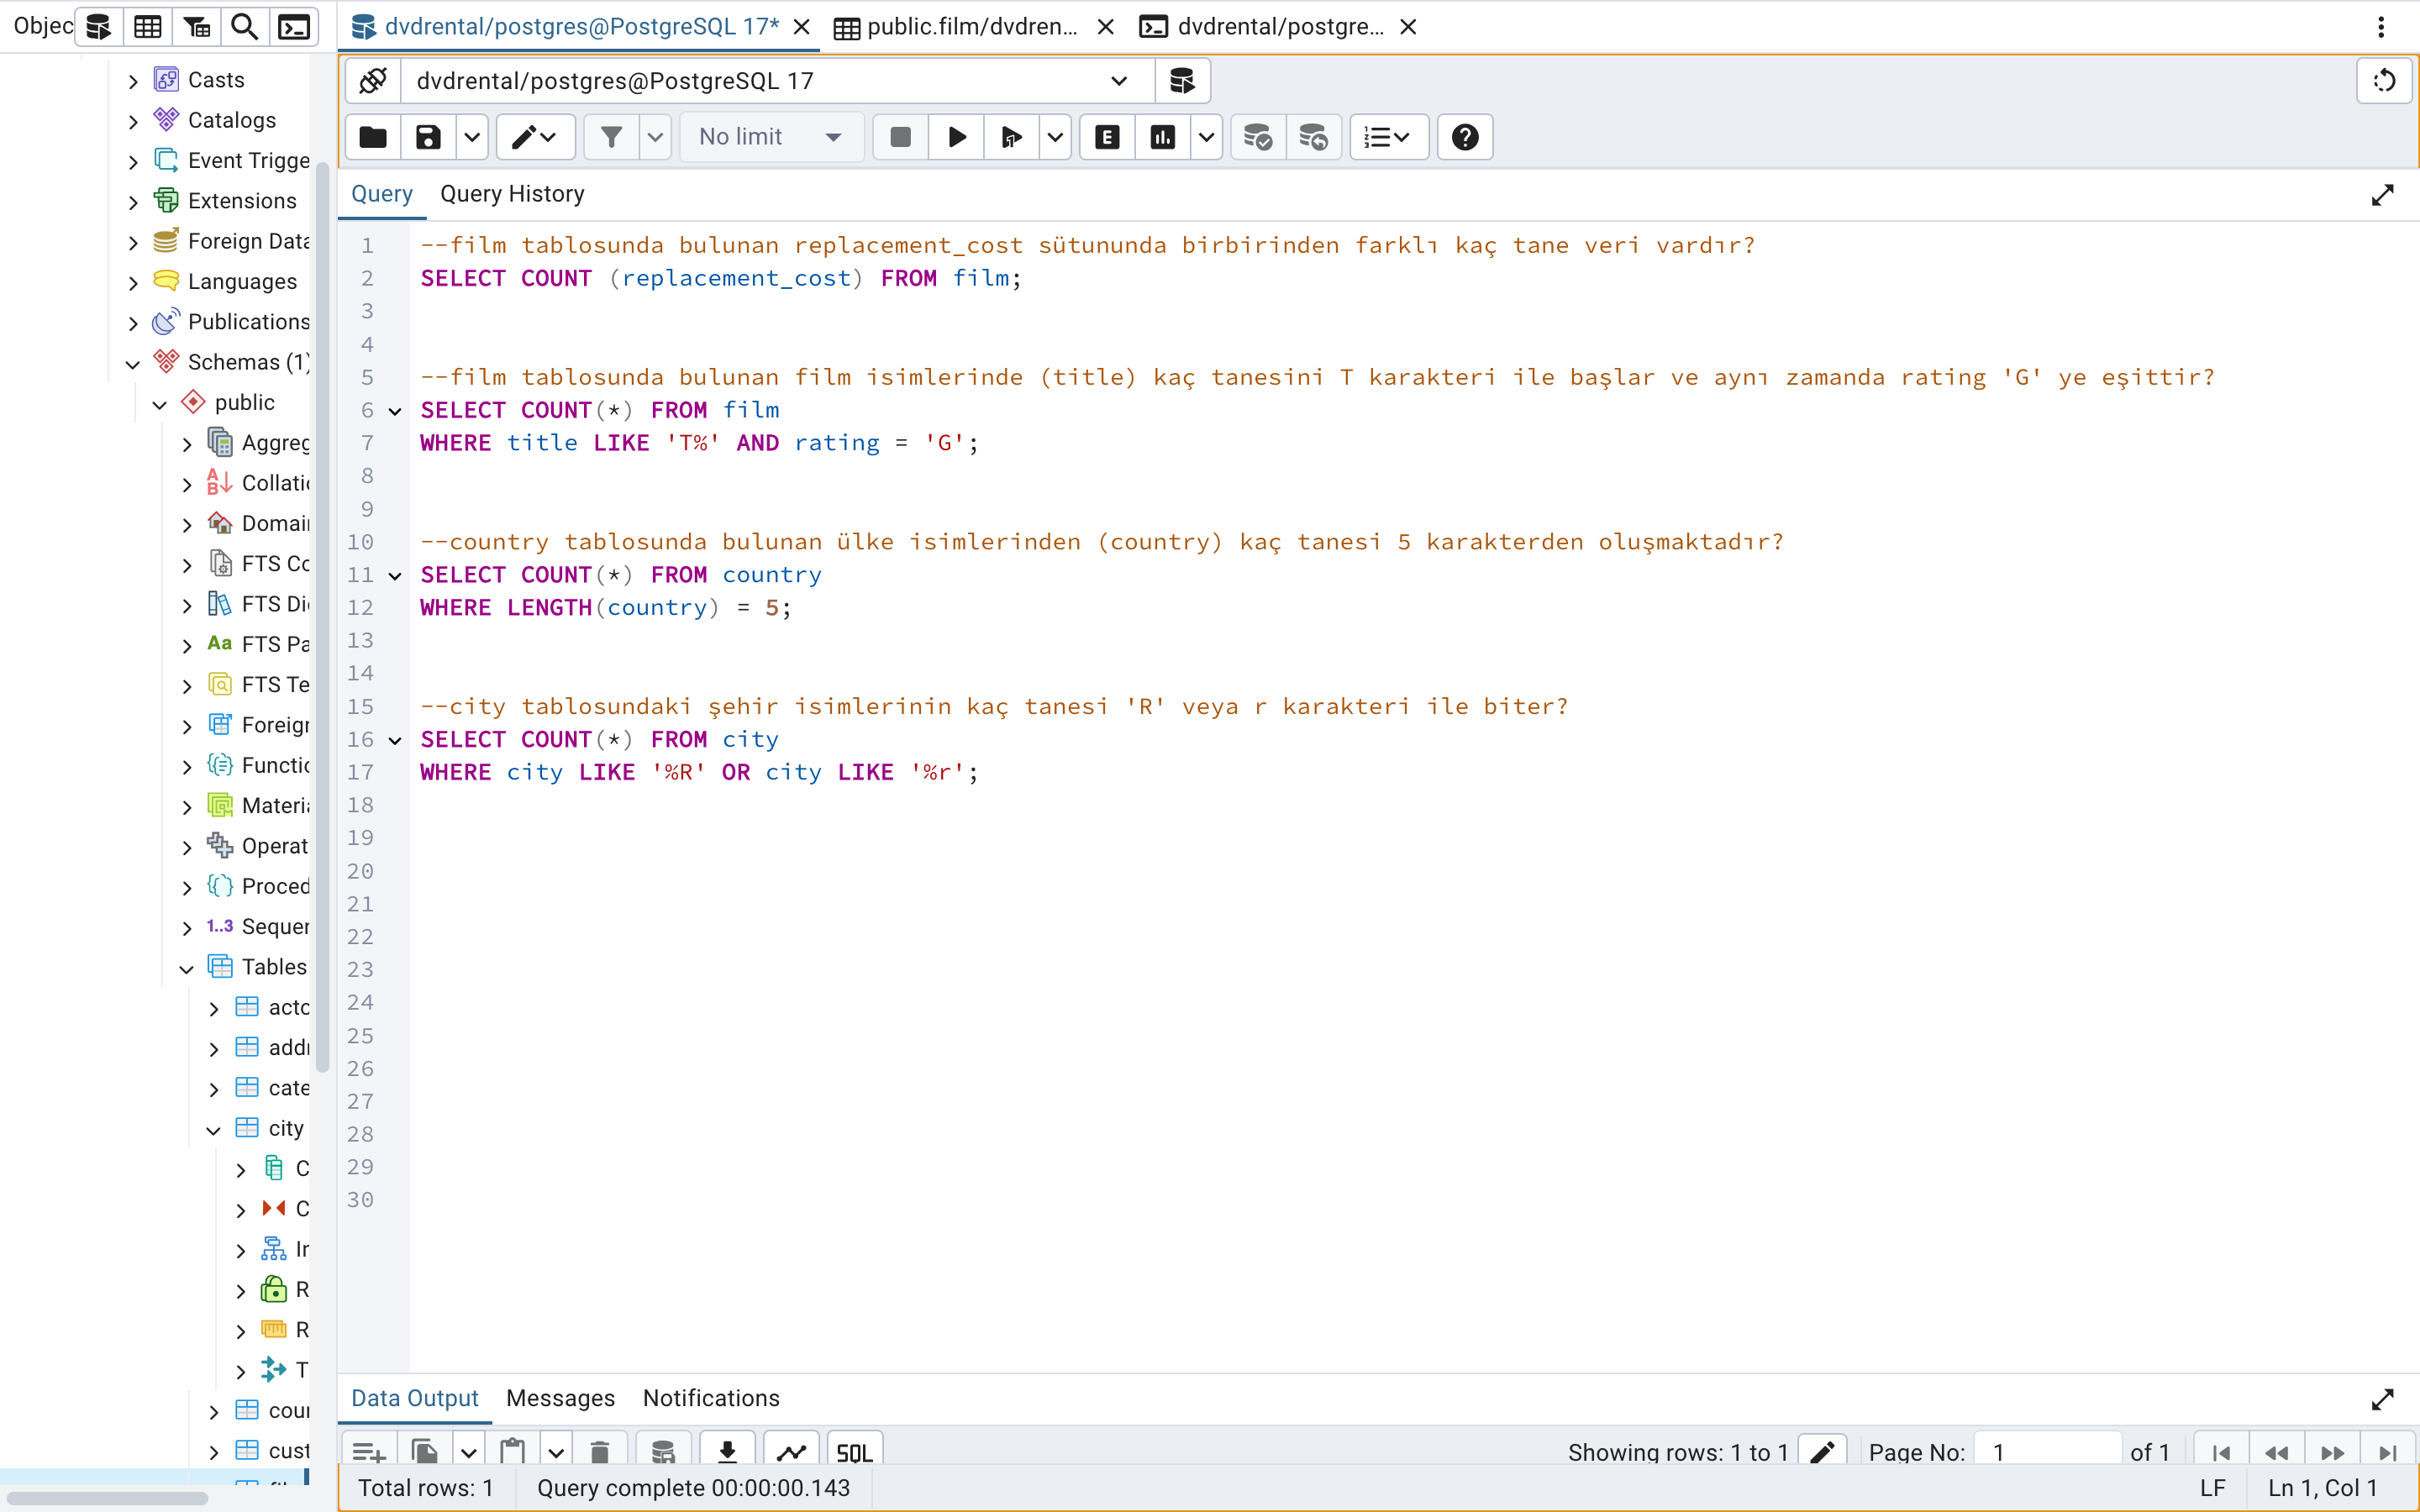 Objec
dvdrental/postgres@PostgreSQL 17*
public.film/dvdren...
dvdrental/postgre...
dvdrental/postgres@PostgreSQL 17
No limit
E
Query
Query History
Casts
Catalogs
Event Trigge
Extensions
Foreign Data
Languages
Publications
Schemas (1)
public
Aggreg
Collatio
Domai
FTS Co
FTS Di
Aa FTS Pa
FTS Te
Foreign
Functio
Materia
Operat
Proced
1..3 Sequen
Tables
acto
addr
cate
city
C
C
In
R
R
T
cour
cust
1 --film tablosunda bulunan replacement_cost sütununda birbirinden farklı kaç tane veri vardır?
2 SELECT COUNT (replacement_cost) FROM film;
3
4
5 --film tablosunda bulunan film isimlerinde (title) kaç tanesini T karakteri ile başlar ve aynı zamanda rating 'G' ye eşittir?
6 SELECT COUNT(*) FROM film
7 WHERE title LIKE 'T%' AND rating = 'G';
8
9
10 --country tablosunda bulunan ülke isimlerinden (country) kaç tanesi 5 karakterden oluşmaktadır?
11 SELECT COUNT(*) FROM country
12 WHERE LENGTH(country) = 5;
13
14
15 --city tablosundaki şehir isimlerinin kaç tanesi 'R' veya r karakteri ile biter?
16 SELECT COUNT(*) FROM city
17 WHERE city LIKE '%R' OR city LIKE '%r';
18
19
20
21
22
23
24
25
26
27
28
29
30
Data Output
Messages
Notifications
SQL
Showing rows: 1 to 1
Page No: 1 of 1
Total rows: 1
Query complete 00:00:00.143
LF
Ln 1, Col 1